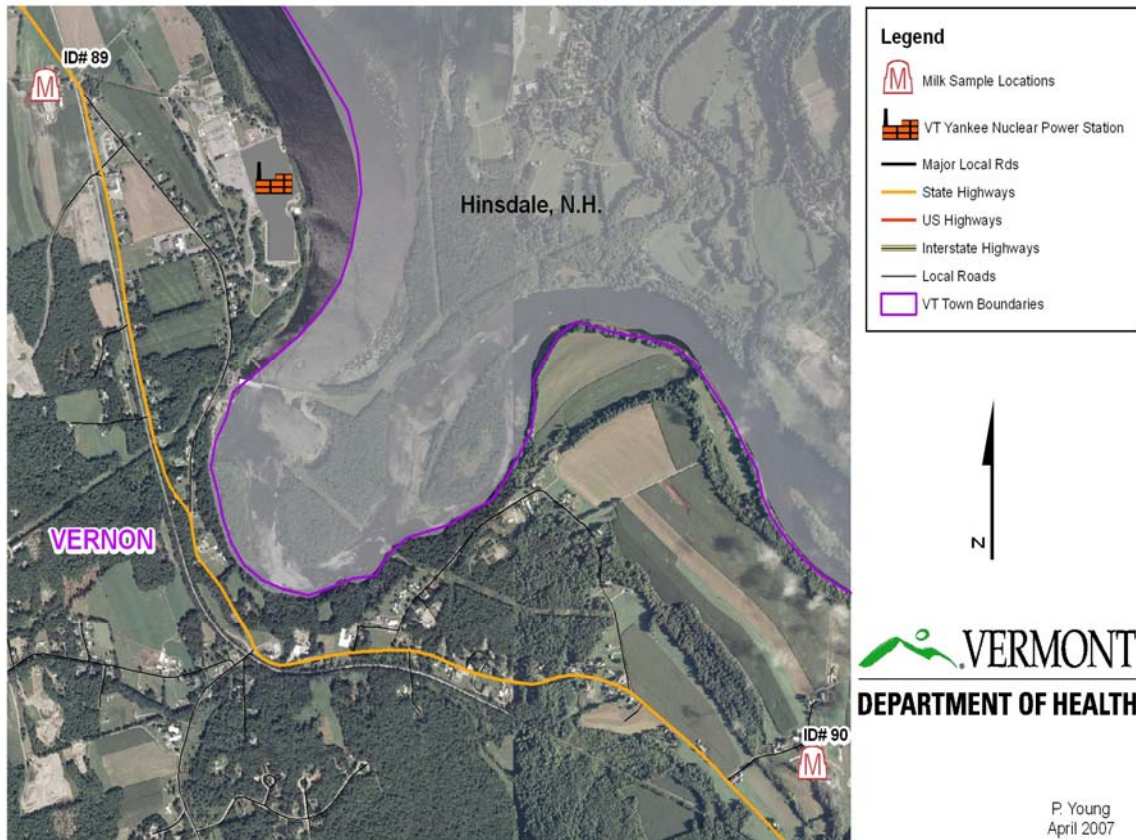 ID# 89
M
Hinsdale, N.H.
VERNON
ID# 90
M
Legend
M Milk Sample Locations
VT Yankee Nuclear Power Station
Major Local Rds
State Highways
US Highways
Interstate Highways
Local Roads
VT Town Boundaries
N
VERMONT
DEPARTMENT OF HEALTH
P. Young
April 2007